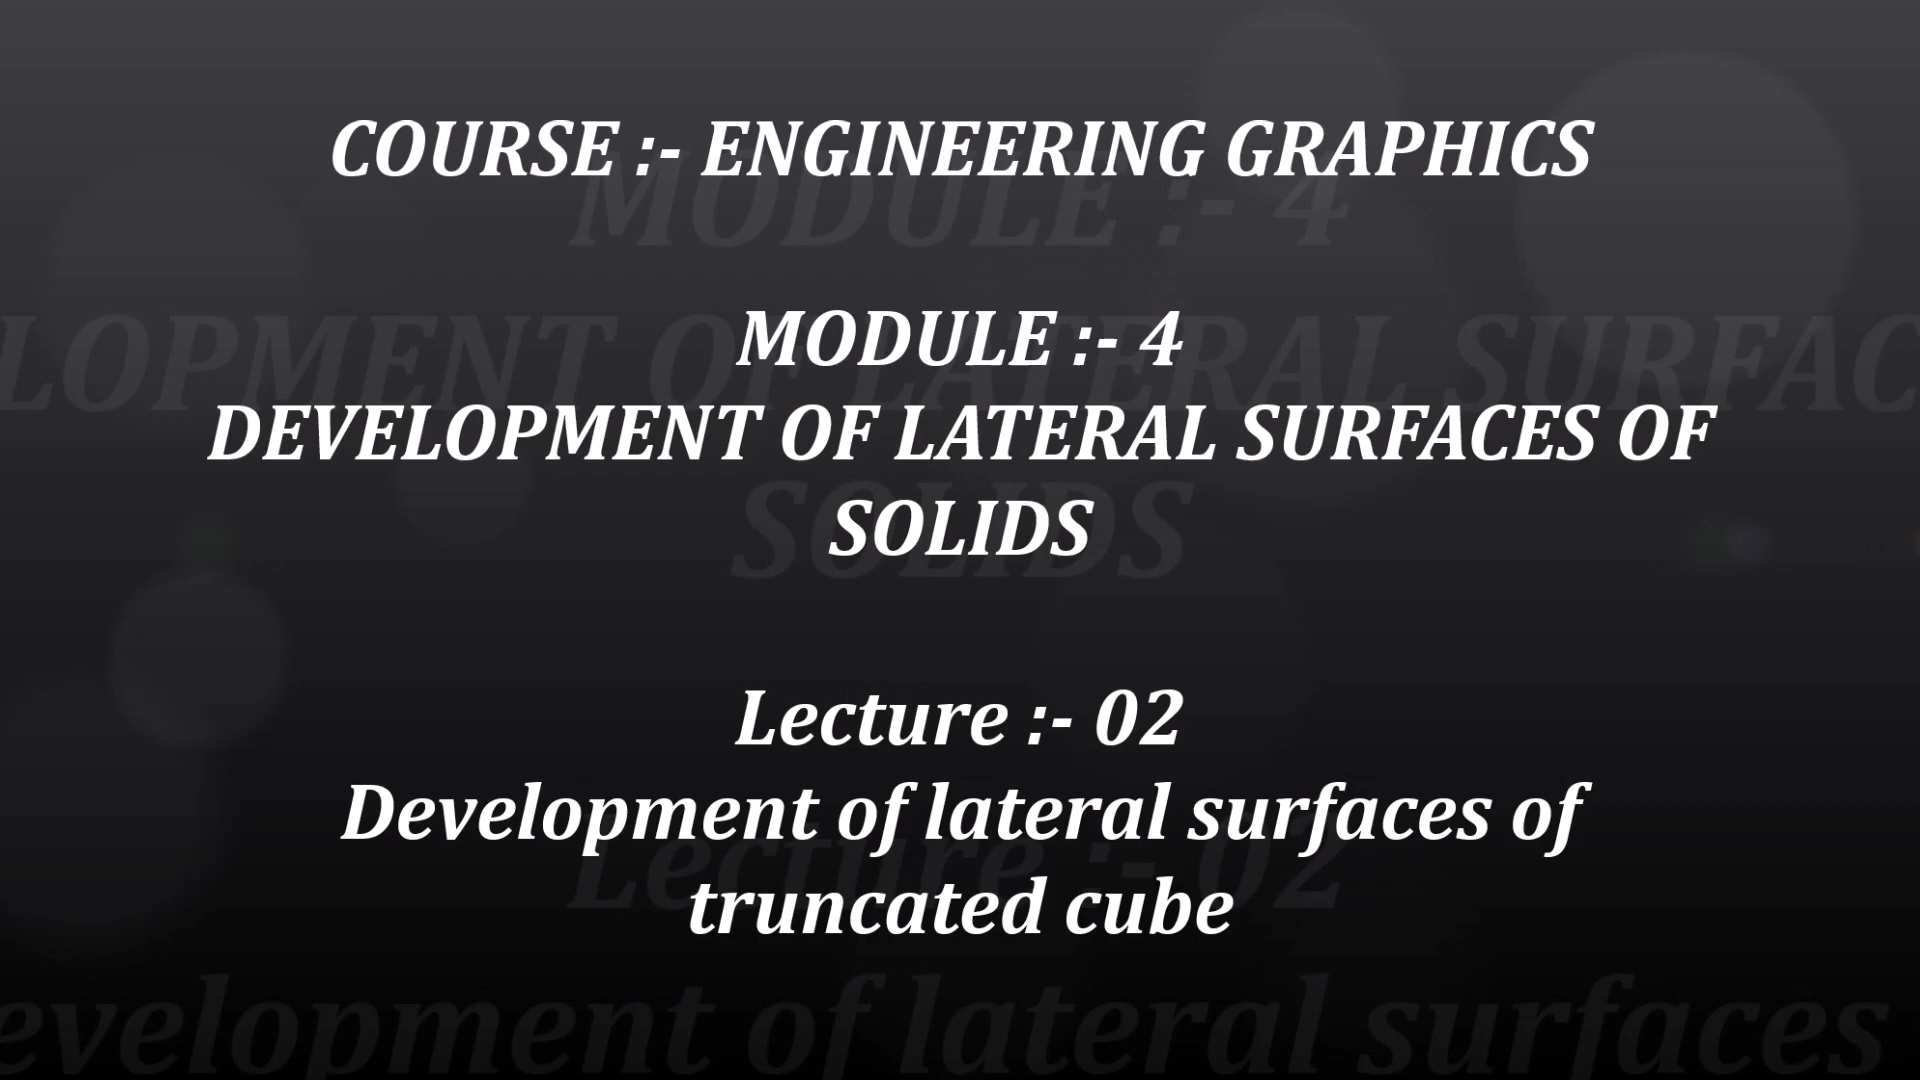 COURSE :- ENGINEERING GRAPHICS
MODULE :- 4
DEVELOPMENT OF LATERAL SURFACES OF
SOLIDS
Lecture :- 02
Development of lateral surfaces of
truncated cube